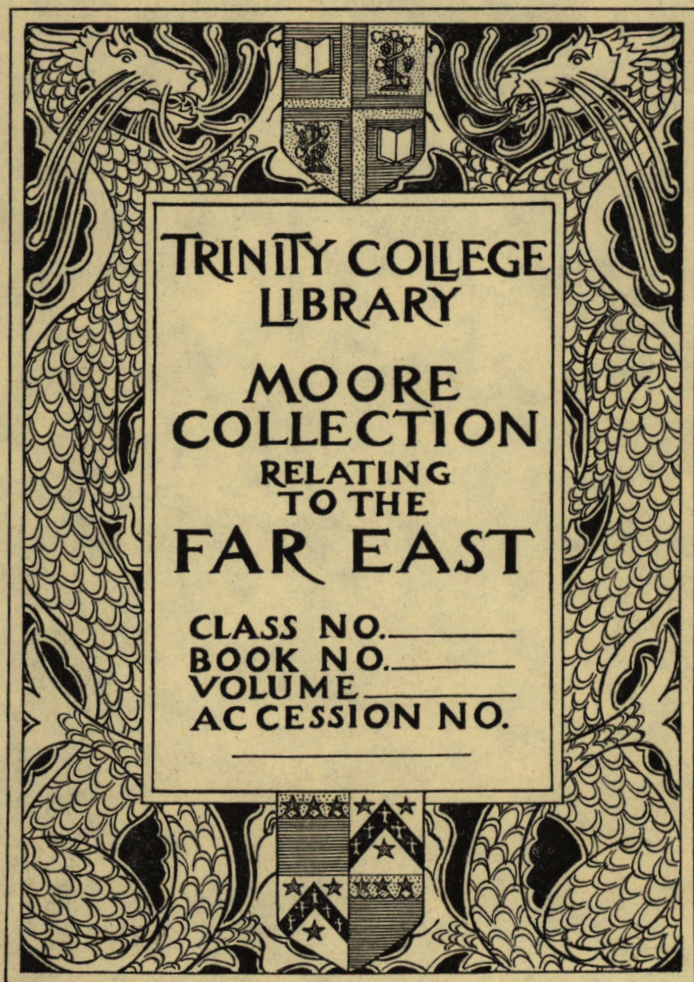 TRINITY COLLEGE
LIBRARY
MOORE
COLLECTION
RELATING
TO THE
FAR EAST
CLASS NO.
BOOK NO.
VOLUME
ACCESSION NO.